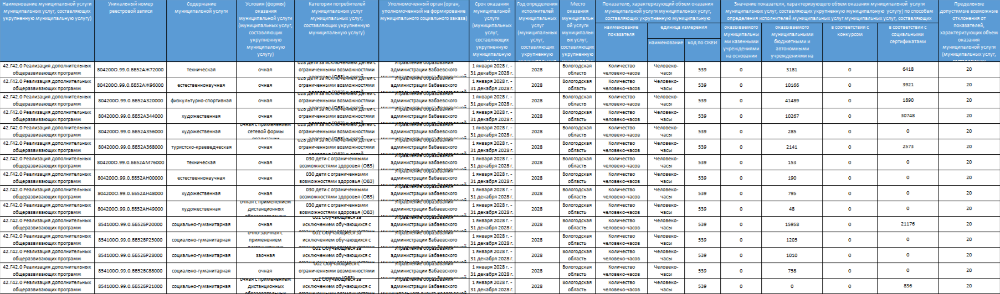 Наименование муниципальной услуги
муниципальных услуг, составляющих
укрупненную муниципальную услугу)
Уникальный номер
реестровой записи
Содержание
муниципальной услуги
Условия (формы)
оказания
муниципальной услуги
(муниципальных услуг,
составляющих
укрупненную
муниципальную
услугу)
Категории потребителей
муниципальных услуг
муниципальных услуг,
составляющих укрупненную
муниципальную услугу)
Уполномоченный орган (орган,
уполномоченный на формирование
муниципального социального заказа)
Срок оказания
муниципальной
услуги
(муниципальных
услуг,
составляющих
укрупненную
муниципальную
Год определения
исполнителей
муниципальных
услуг
(муниципальных
услуг,
составляющих
укрупненную
Место
оказания
муниципальн
ой услуги
муниципальн
ых услуг,
составляющих
укрупненную
Показатель, характеризующий объем оказания
муниципальной услуги муниципальных услуг,
составляющих укрупненную муниципальную
наименование
показателя
единица измерения
наименование
код по ОКЕИ
Значение показателя, характеризующего объем оказания муниципальной услуги
муниципальных услуг, составляющих укрупненную муниципальную услугу) по способам
определения исполнителей муниципальных услуг муниципальных услуг, составляющих
оказываемого
муниципальны
ми казенными
учреждениями
на основании
оказываемого
муниципальными
бюджетными и
автономными
учреждениями на
в соответствии с
конкурсом
в соответствии с
социальными
сертификатами
Предельные
допустимые возможные
отклонения от
показателей,
характеризующих объем
оказания
муниципальной услуги
(муниципальных услуг,
42.Г42.0 Реализация дополнительных общеразвивающих программ 804200О.99.0.ББ52АЖ72000 техническая очная 028 дети за исключением детей с ограниченными возможностями Управление образования администрации Бабаевского 1 января 2028 г. - 31 декабря 2028 г. 2028 Вологодская область Количество человеко-часов Человеко-часы 539 0 3181 0 6418 20
42.Г42.0 Реализация дополнительных общеразвивающих программ 804200О.99.0.ББ52АЖ96000 естественнонаучная очная 028 дети за исключением детей с ограниченными возможностями Управление образования администрации Бабаевского 1 января 2028 г. - 31 декабря 2028 г. 2028 Вологодская область Количество человеко-часов Человеко-часы 539 0 10166 0 3921 20
42.Г42.0 Реализация дополнительных общеразвивающих программ 804200О.99.0.ББ52А320000 физкультурно-спортивная очная 028 дети за исключением детей с ограниченными возможностями Управление образования администрации Бабаевского 1 января 2028 г. - 31 декабря 2028 г. 2028 Вологодская область Количество человеко-часов Человеко-часы 539 0 41489 0 1890 20
42.Г42.0 Реализация дополнительных общеразвивающих программ 804200О.99.0.ББ52А344000 художественная очная 028 дети за исключением детей с ограниченными возможностями Управление образования администрации Бабаевского 1 января 2028 г. - 31 декабря 2028 г. 2028 Вологодская область Количество человеко-часов Человеко-часы 539 0 10267 0 30748 20
42.Г42.0 Реализация дополнительных общеразвивающих программ 804200О.99.0.ББ52А356000 художественная очная с применением сетевой формы 028 дети за исключением детей с ограниченными возможностями Управление образования администрации Бабаевского 1 января 2028 г. - 31 декабря 2028 г. 2028 Вологодская область Количество человеко-часов Человеко-часы 539 0 285 0 0 20
42.Г42.0 Реализация дополнительных общеразвивающих программ 804200О.99.0.ББ52А368000 туристско-краеведческая очная 028 дети за исключением детей с ограниченными возможностями Управление образования администрации Бабаевского 1 января 2028 г. - 31 декабря 2028 г. 2028 Вологодская область Количество человеко-часов Человеко-часы 539 0 2141 0 2573 20
42.Г42.0 Реализация дополнительных общеразвивающих программ 804200О.99.0.ББ52АМ76000 техническая очная 030 дети с ограниченными возможностями здоровья (ОВЗ) Управление образования администрации Бабаевского 1 января 2028 г. - 31 декабря 2028 г. 2028 Вологодская область Количество человеко-часов Человеко-часы 539 0 153 0 0 20
42.Г42.0 Реализация дополнительных общеразвивающих программ 804200О.99.0.ББ52АН00000 естественнонаучная очная 030 дети с ограниченными возможностями здоровья (ОВЗ) Управление образования администрации Бабаевского 1 января 2028 г. - 31 декабря 2028 г. 2028 Вологодская область Количество человеко-часов Человеко-часы 539 0 190 0 0 20
42.Г42.0 Реализация дополнительных общеразвивающих программ 804200О.99.0.ББ52АН48000 художественная очная 030 дети с ограниченными возможностями здоровья (ОВЗ) Управление образования администрации Бабаевского 1 января 2028 г. - 31 декабря 2028 г. 2028 Вологодская область Количество человеко-часов Человеко-часы 539 0 795 0 0 20
42.Г42.0 Реализация дополнительных общеразвивающих программ 804200О.99.0.ББ52АН49000 художественная очная с применением дистанционных 030 дети с ограниченными возможностями здоровья (ОВЗ) Управление образования администрации Бабаевского 1 января 2028 г. - 31 декабря 2028 г. 2028 Вологодская область Количество человеко-часов Человеко-часы 539 0 48 0 0 20
42.Г42.0 Реализация дополнительных общеразвивающих программ 854100О.99.0.ББ52БР20000 социально-гуманитарная очная 001 Обучающиеся за исключением обучающихся с Управление образования администрации Бабаевского 1 января 2028 г. - 31 декабря 2028 г. 2028 Вологодская область Количество человеко-часов Человеко-часы 539 0 15958 0 21176 20
42.Г42.0 Реализация дополнительных общеразвивающих программ 854100О.99.0.ББ52БР25000 социально-гуманитарная очно-заочная с применением 001 Обучающиеся за исключением обучающихся с Управление образования администрации Бабаевского 1 января 2028 г. - 31 декабря 2028 г. 2028 Вологодская область Количество человеко-часов Человеко-часы 539 0 1205 0 0 20
42.Г42.0 Реализация дополнительных общеразвивающих программ 854100О.99.0.ББ52БР28000 социально-гуманитарная заочная 001 Обучающиеся за исключением обучающихся с Управление образования администрации Бабаевского 1 января 2028 г. - 31 декабря 2028 г. 2028 Вологодская область Количество человеко-часов Человеко-часы 539 0 1010 0 0 20
42.Г42.0 Реализация дополнительных общеразвивающих программ 854100О.99.0.ББ52БС88000 социально-гуманитарная очная 002 Обучающиеся с ограниченными возможностями Управление образования администрации Бабаевского 1 января 2028 г. - 31 декабря 2028 г. 2028 Вологодская область Количество человеко-часов Человеко-часы 539 0 758 0 0 20
42.Г42.0 Реализация дополнительных общеразвивающих программ 854100О.99.0.ББ52БР21000 социально-гуманитарная очная с применением дистанционных 001 Обучающиеся за исключением обучающихся с Управление образования администрации Бабаевского 1 января 2028 г. - 31 декабря 2028 г. 2028 Вологодская область Количество человеко-часов Человеко-часы 539 0 0 0 836 20